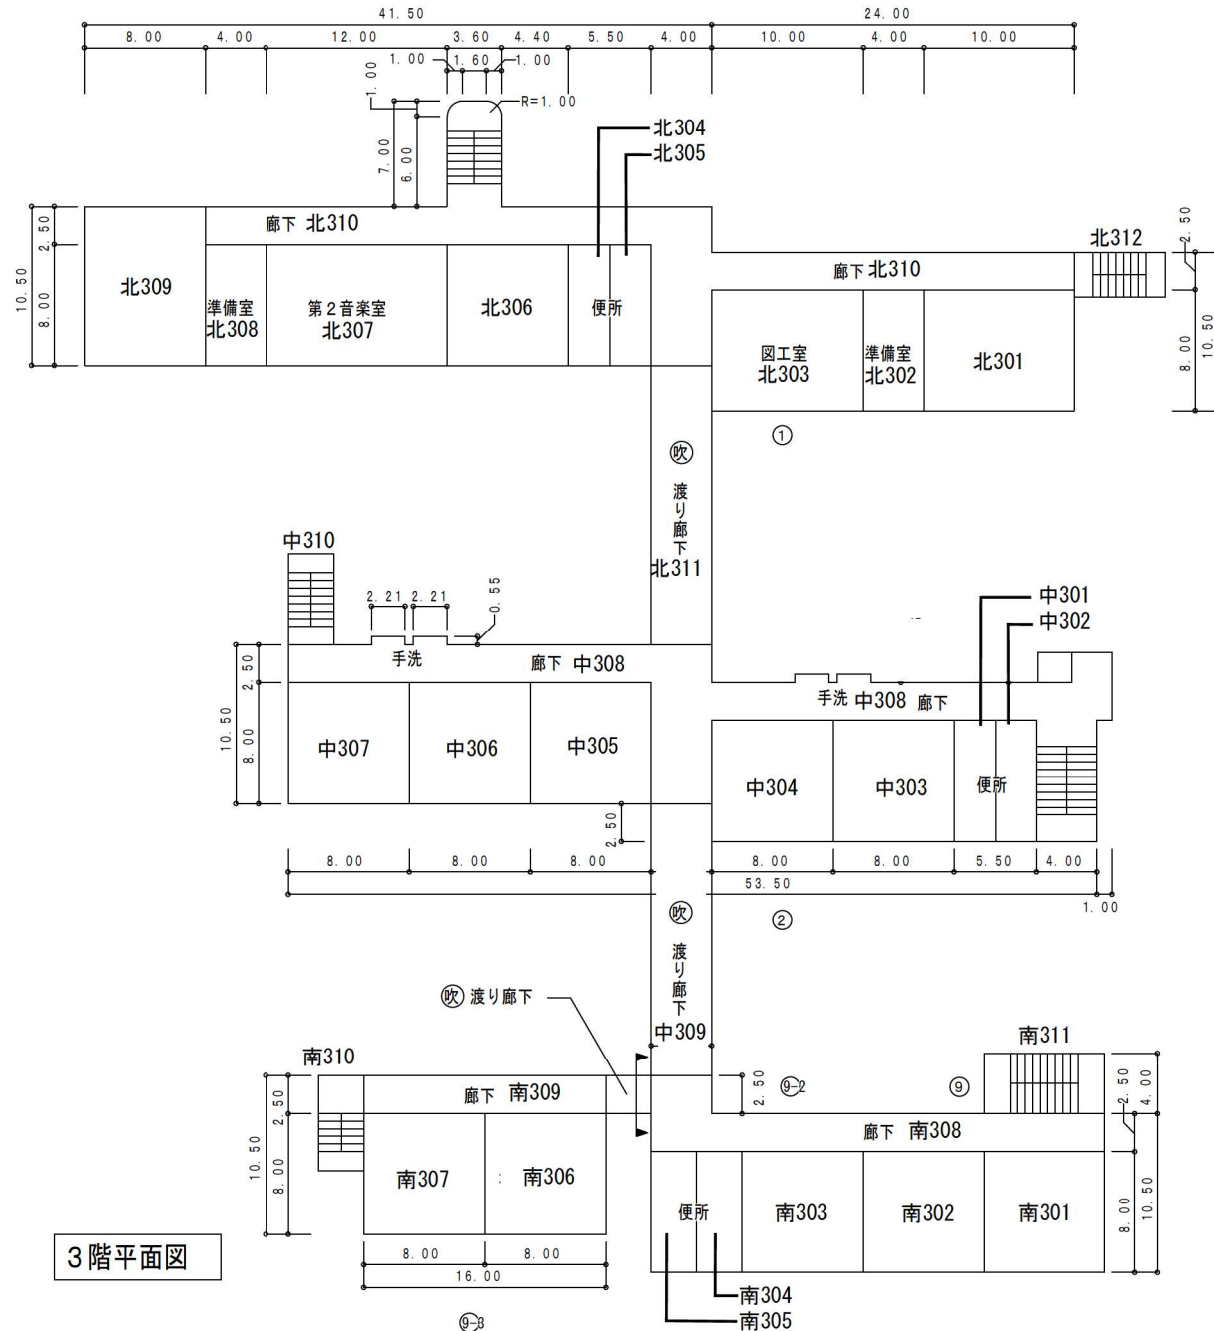 41.50
24.00
8.00
4.00
12.00
3.60
4.40
5.50
4.00
10.00
4.00
10.00
1.00
1.60
1.00
1.00
R=1.00
7.00
6.00
北304
北305
10.50
2.50
8.00
廊下 北310
北309
準備室
北308
第2音楽室
北307
北306
便所
北312
2.50
8.00
10.50
廊下北310
図工室
北303
準備室
北302
北301
①
吹
渡り廊下
北311
中310
2.21
2.21
0.55
中301
中302
10.50
2.50
8.00
手洗
廊下 中308
手洗 中308 廊下
中307
中306
中305
中304
中303
便所
2.50
8.00
8.00
8.00
8.00
8.00
5.50
4.00
53.50
1.00
②
吹
渡り廊下
中309
吹 渡り廊下
南310
南311
2.50
⑨-2
⑨
2.50
4.00
10.50
2.50
8.00
廊下 南309
廊下 南308
南307
南306
便所
南303
南302
南301
8.00
10.50
8.00
8.00
16.00
3階平面図
南304
南305
⑨-3